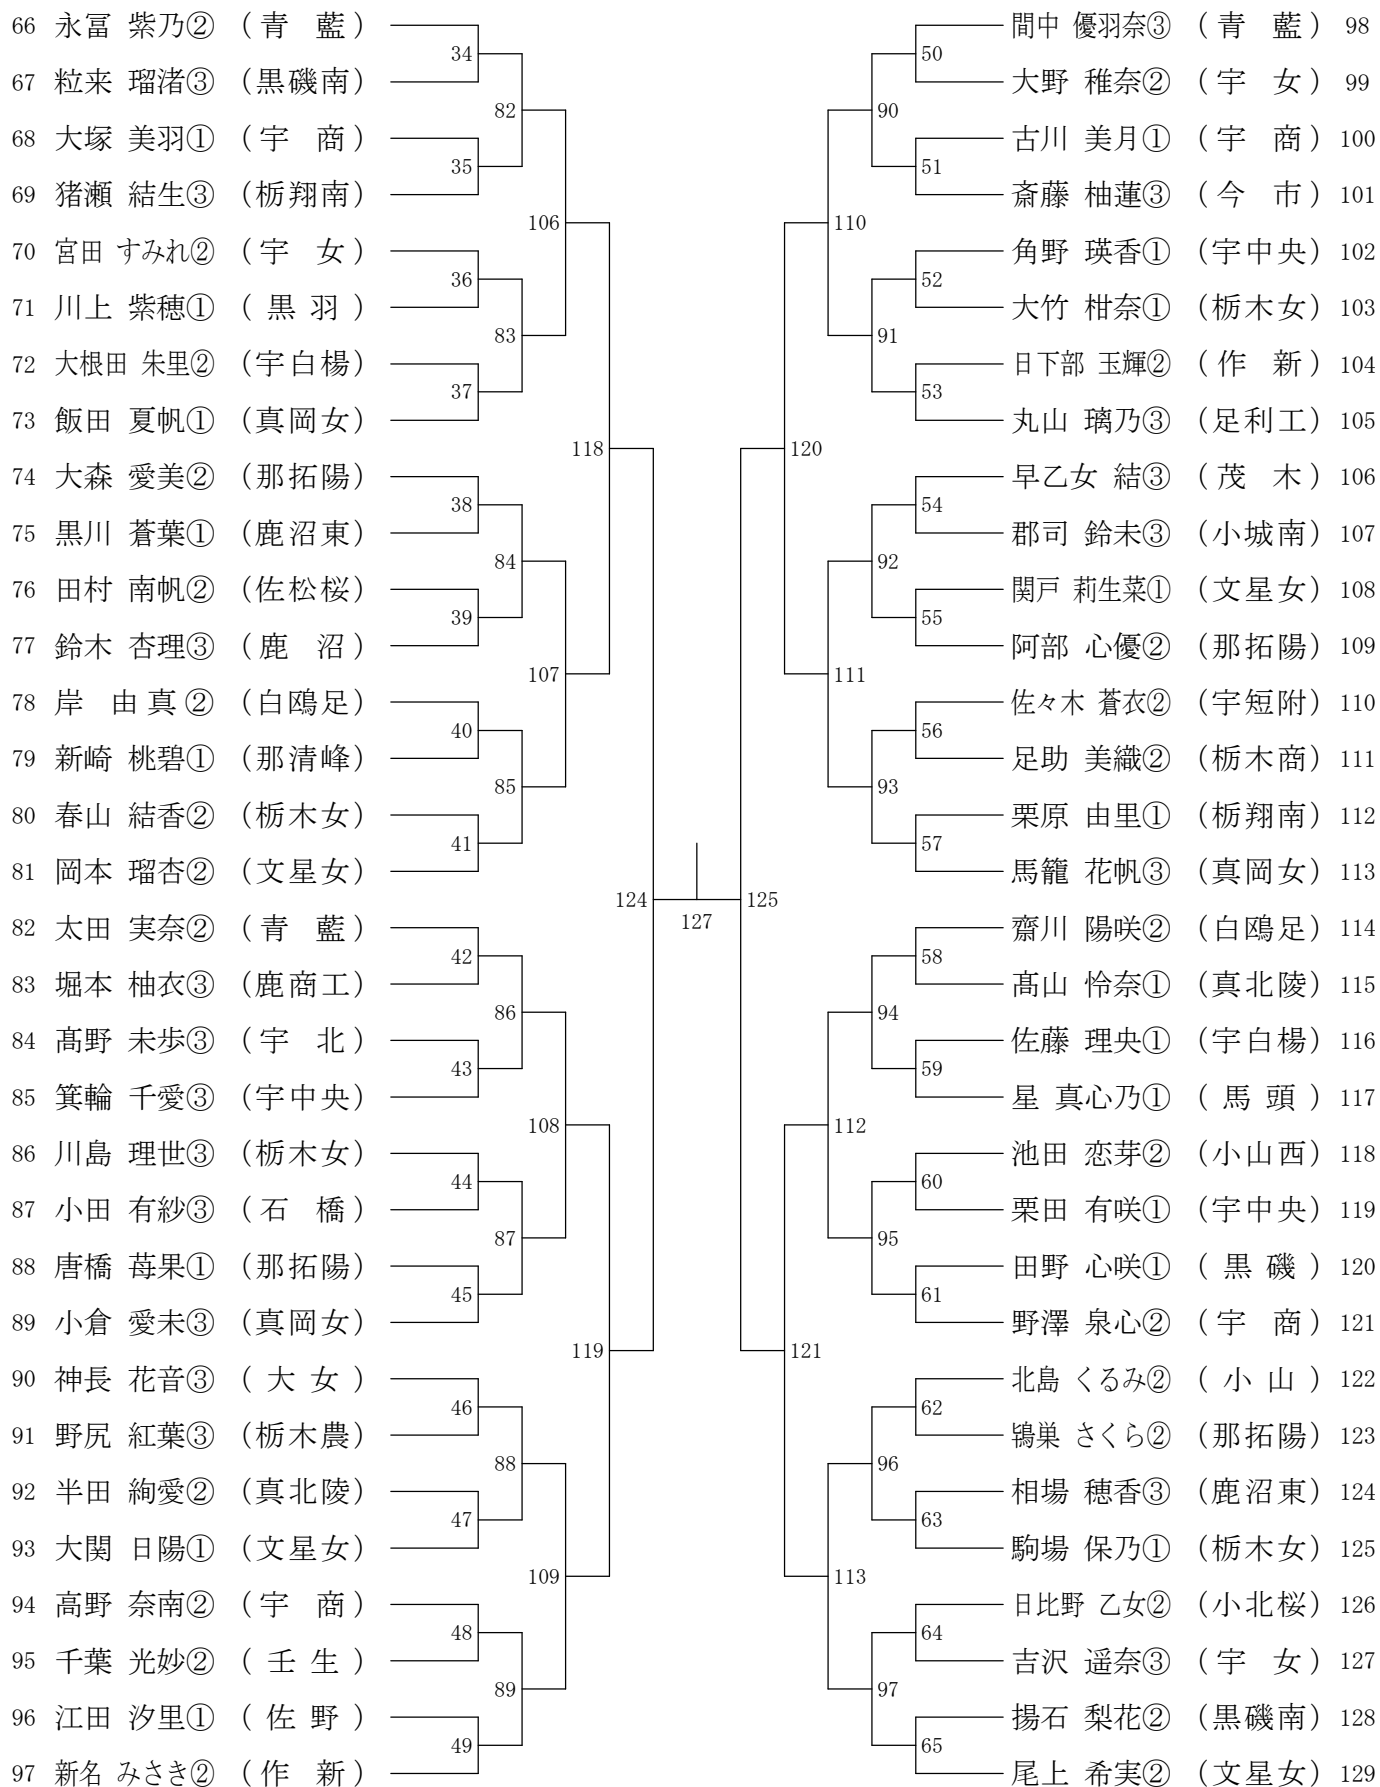 66 永冨 紫乃② (青 藍)
34
67 粒来 瑠渚③ (黒磯南)
82
68 大塚 美羽① (宇 商)
35
69 猪瀬 結生③ (栃翔南)
106
70 宮田 すみれ② (宇 女)
36
71 川上 紫穂① (黒 羽)
83
72 大根田 朱里② (宇白楊)
37
73 飯田 夏帆① (真岡女)
118
74 大森 愛美② (那拓陽)
38
75 黒川 蒼葉① (鹿沼東)
84
76 田村 南帆② (佐松桜)
39
77 鈴木 杏理③ (鹿 沼)
107
78 岸 由真② (白鴎足)
40
79 新崎 桃碧① (那清峰)
85
80 春山 結香② (栃木女)
41
81 岡本 瑠杏② (文星女)
124
82 太田 実奈② (青 藍)
42
83 堀本 柚衣③ (鹿商工)
86
84 髙野 未歩③ (宇 北)
43
85 箕輪 千愛③ (宇中央)
108
86 川島 理世③ (栃木女)
44
87 小田 有紗③ (石 橋)
87
88 唐橋 苺果① (那拓陽)
45
89 小倉 愛未③ (真岡女)
119
90 神長 花音③ (大 女)
46
91 野尻 紅葉③ (栃木農)
88
92 半田 絢愛② (真北陵)
47
93 大関 日陽① (文星女)
109
94 高野 奈南② (宇 商)
48
95 千葉 光妙② (壬 生)
89
96 江田 汐里① (佐 野)
49
97 新名 みさき② (作 新)
127
間中 優羽奈③ (青 藍) 98
50
大野 稚奈② (宇 女) 99
90
古川 美月① (宇 商) 100
51
斎藤 柚蓮③ (今 市) 101
110
角野 瑛香① (宇中央) 102
52
大竹 柑奈① (栃木女) 103
91
日下部 玉輝② (作 新) 104
53
丸山 璃乃③ (足利工) 105
120
早乙女 結③ (茂 木) 106
54
郡司 鈴未③ (小城南) 107
92
関戸 莉生菜① (文星女) 108
55
阿部 心優② (那拓陽) 109
111
佐々木 蒼衣② (宇短附) 110
56
足助 美織② (栃木商) 111
93
栗原 由里① (栃翔南) 112
57
馬籠 花帆③ (真岡女) 113
125
齋川 陽咲② (白鴎足) 114
58
髙山 怜奈① (真北陵) 115
94
佐藤 理央① (宇白楊) 116
59
星 真心乃① (馬 頭) 117
112
池田 恋芽② (小山西) 118
60
栗田 有咲① (宇中央) 119
95
田野 心咲① (黒 磯) 120
61
野澤 泉心② (宇 商) 121
121
北島 くるみ② (小 山) 122
62
鴇巣 さくら② (那拓陽) 123
96
相場 穂香③ (鹿沼東) 124
63
駒場 保乃① (栃木女) 125
113
日比野 乙女② (小北桜) 126
64
吉沢 遥奈③ (宇 女) 127
97
揚石 梨花② (黒磯南) 128
65
尾上 希実② (文星女) 129